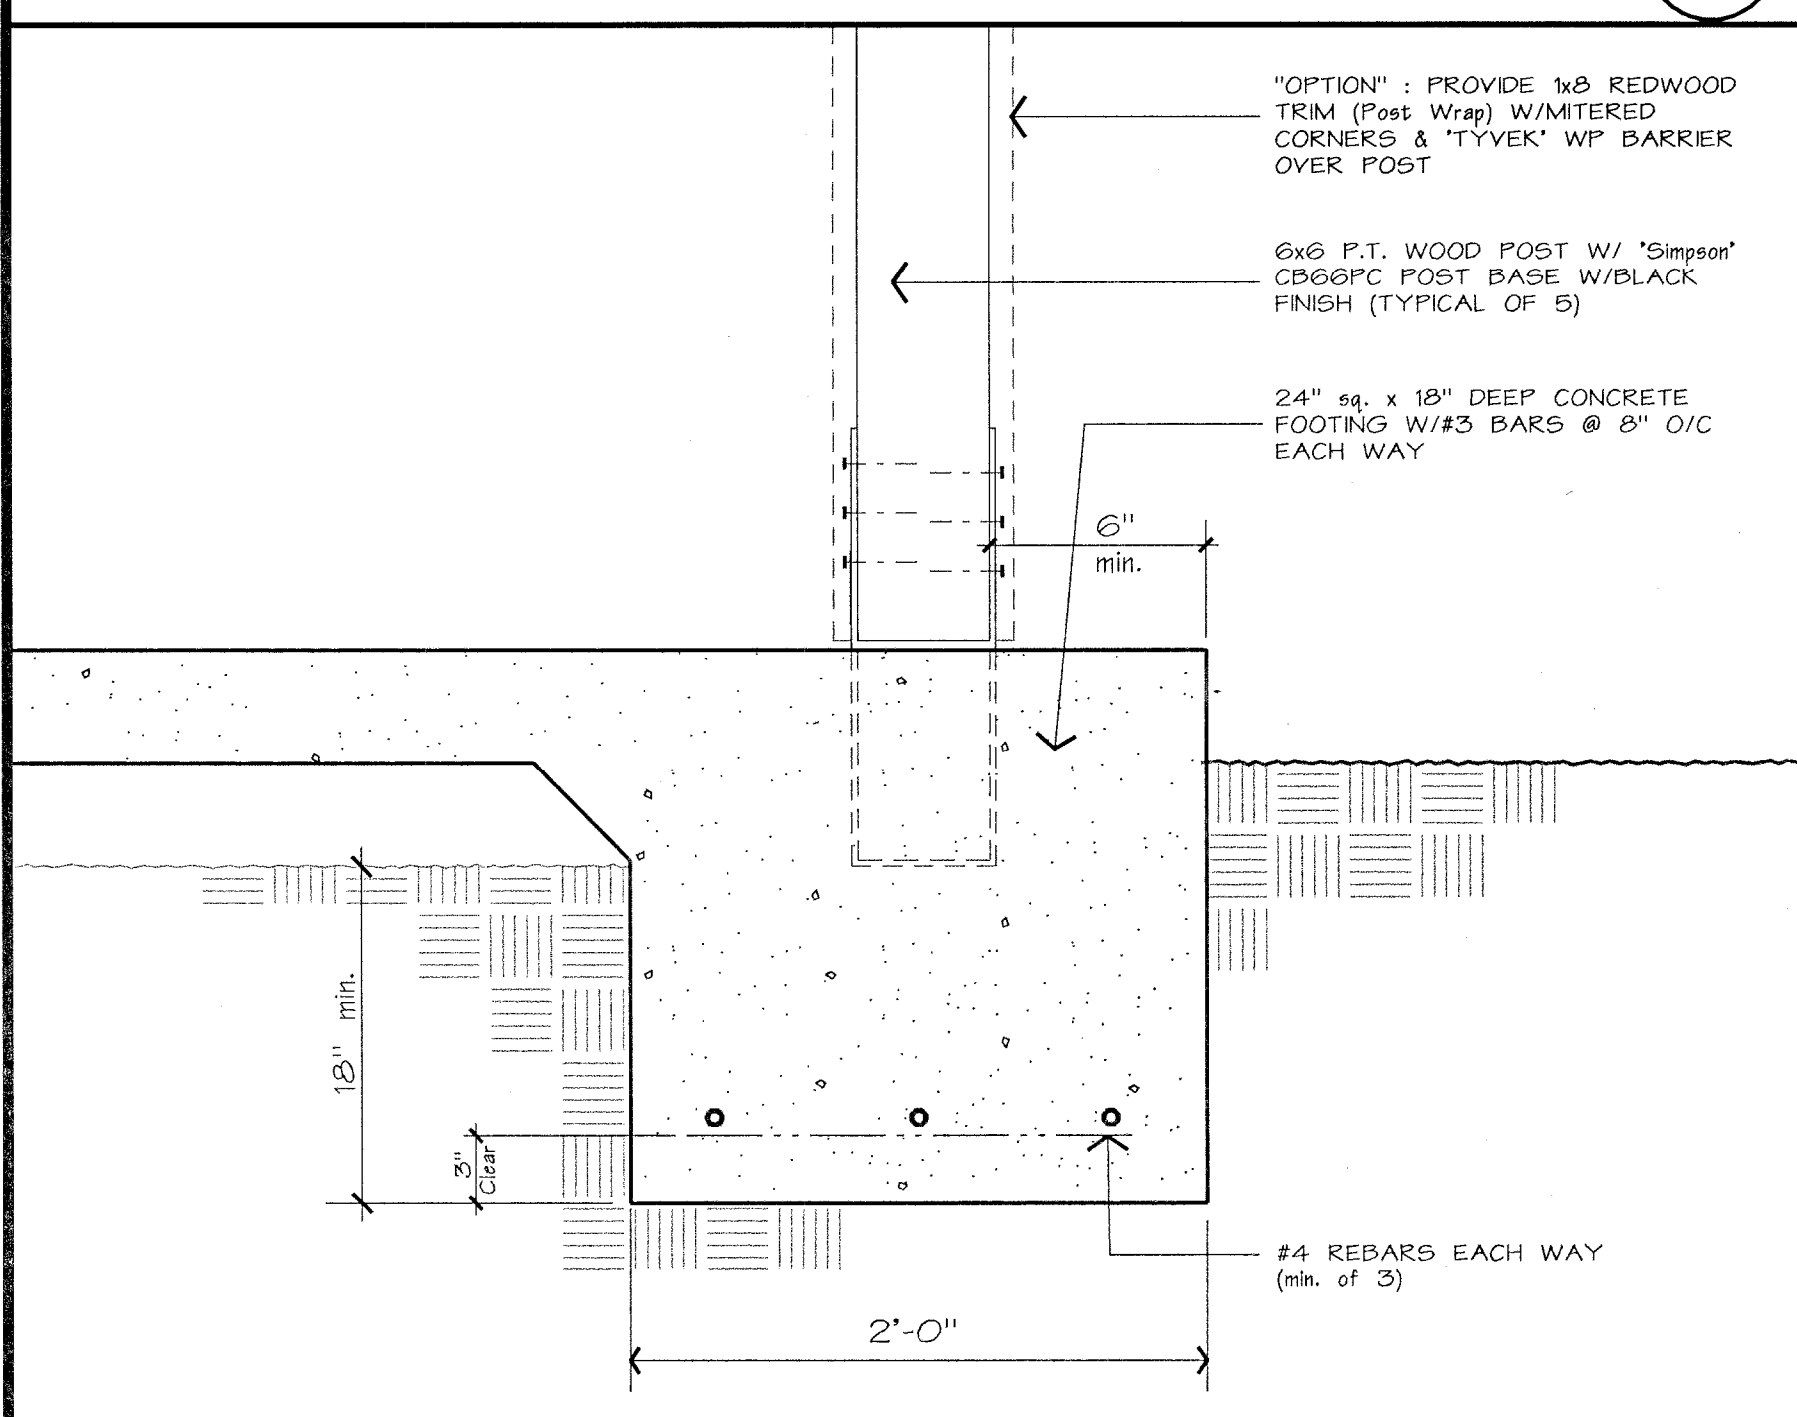 "OPTION" : PROVIDE 1x8 REDWOOD
TRIM (Post Wrap) W/MITERED
CORNERS & 'TYVEK' WP BARRIER
OVER POST
6x6 P.T. WOOD POST W/ 'Simpson'
CB66PC POST BASE W/BLACK
FINISH (TYPICAL OF 5)
24" sq. x 18" DEEP CONCRETE
FOOTING W/#3 BARS @ 8" O/C
EACH WAY
6"
min.
18" min.
3"
Clear
#4 REBARS EACH WAY
(min. of 3)
2'-0"